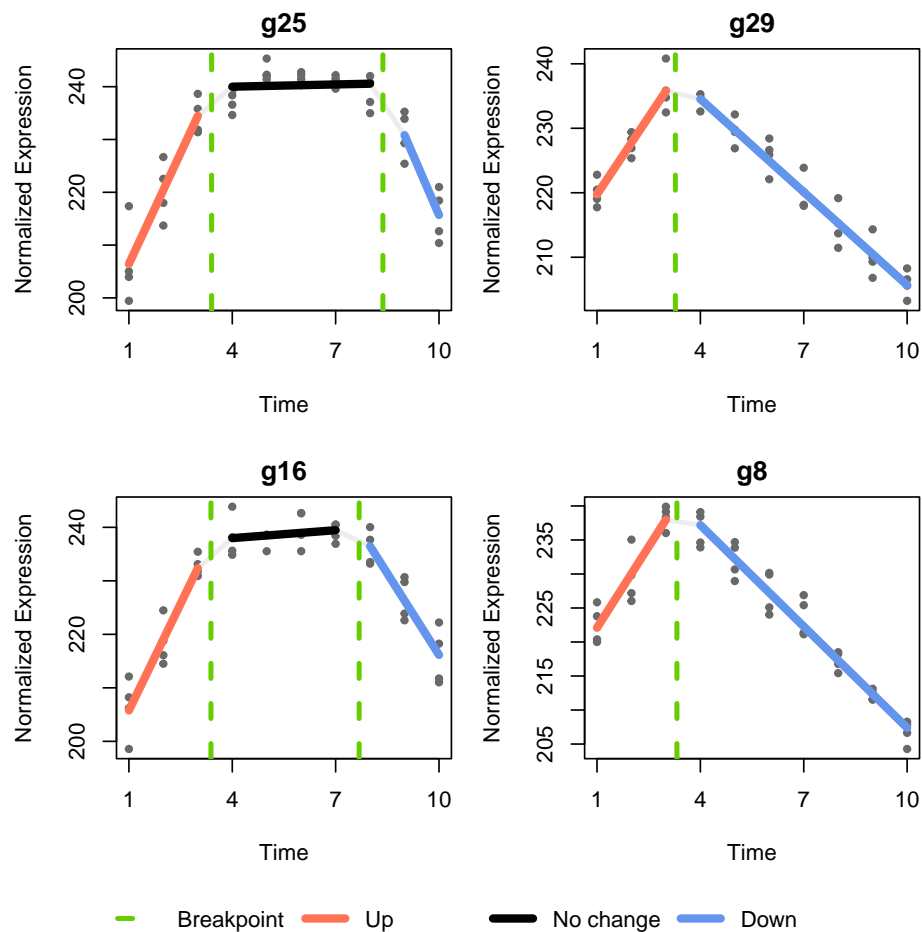 g25
Normalized Expression
200
220
240
1 4 7 10
Time
g29
Normalized Expression
210
220
230
240
1 4 7 10
Time
g16
Normalized Expression
200
220
240
1 4 7 10
Time
g8
Normalized Expression
205
215
225
235
1 4 7 10
Time
Breakpoint Up No change Down